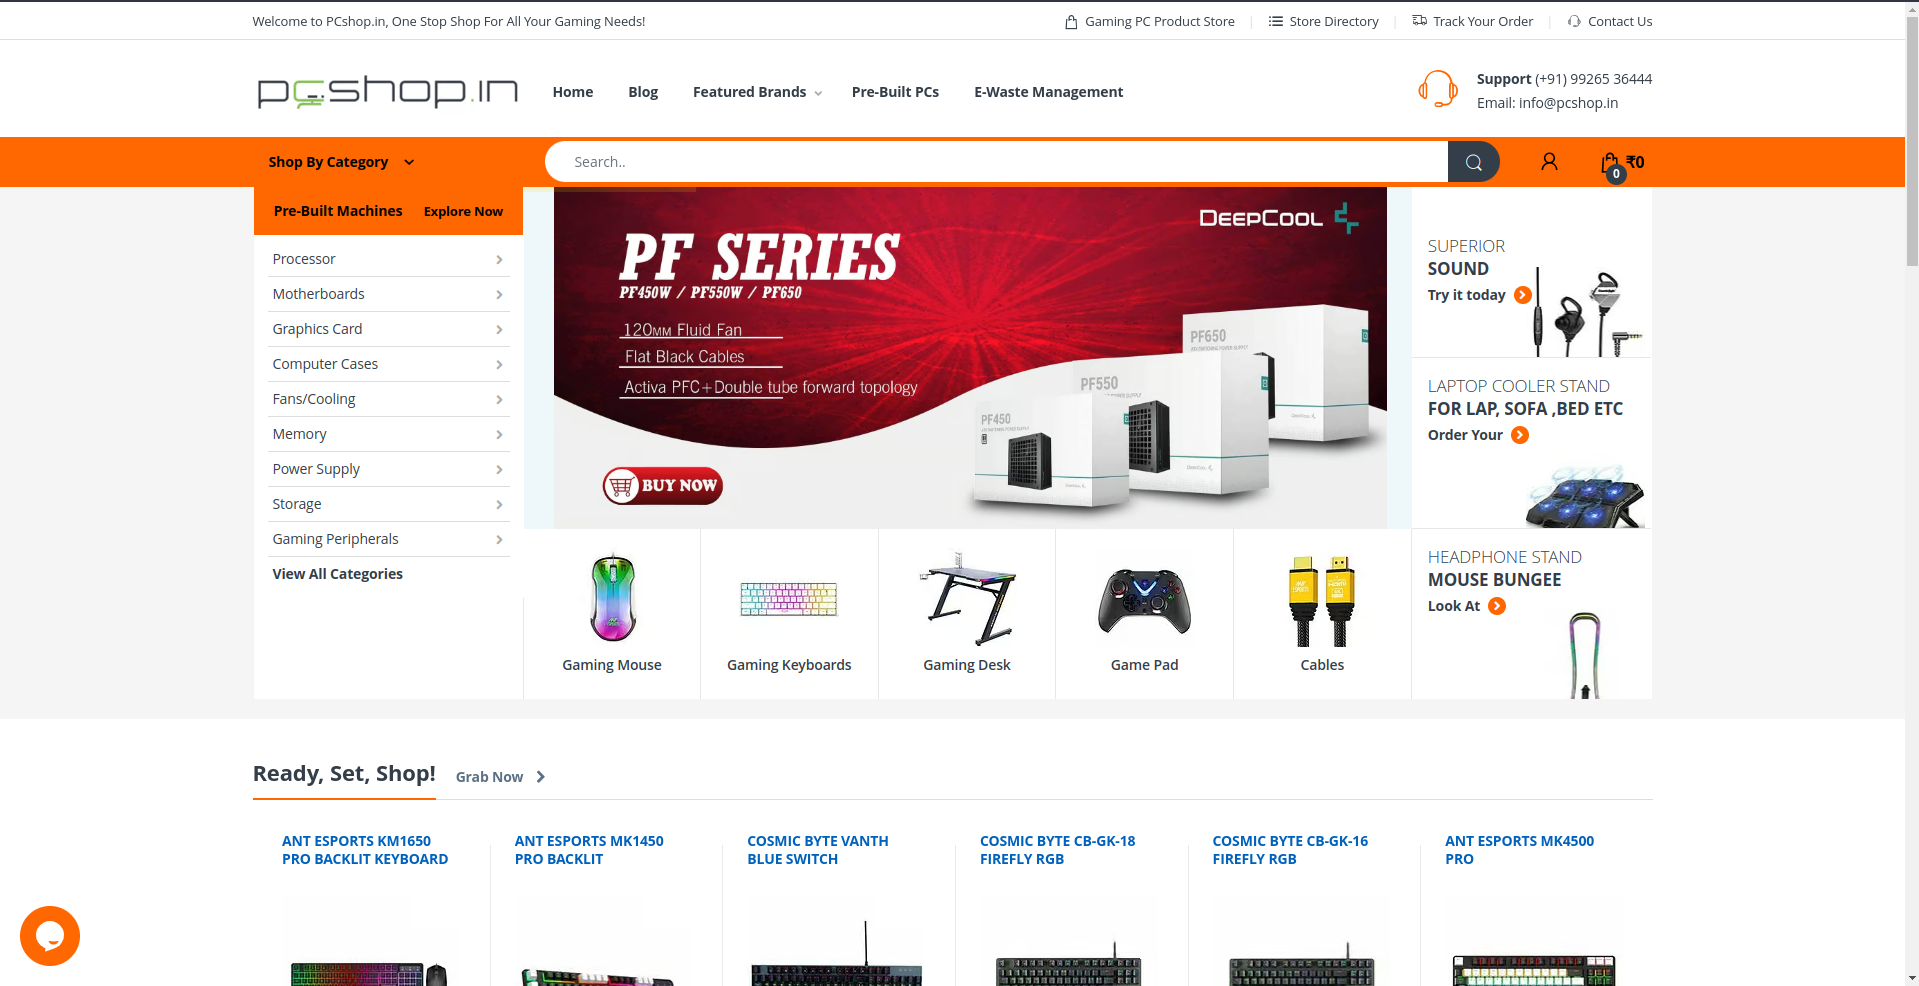 Welcome to PCshop.in, One Stop Shop For All Your Gaming Needs!
Gaming PC Product Store
Store Directory
Track Your Order
Contact Us
pcshop.in
Home
Blog
Featured Brands
Pre-Built PCs
E-Waste Management
Support (+91) 99265 36444
Email: info@pcshop.in
Shop By Category
Search..
0
₹0
Pre-Built Machines
Explore Now
Processor
Motherboards
Graphics Card
Computer Cases
Fans/Cooling
Memory
Power Supply
Storage
Gaming Peripherals
View All Categories
DEEPCOOL
PF SERIES
PF450W / PF550W / PF650
120MM Fluid Fan
Flat Black Cables
Activa PFC+Double tube forward topology
PF650
PF550
PF450
DEEPCOOL
DEEPCOOL
BUY NOW
SUPERIOR
SOUND
Try it today
LAPTOP COOLER STAND
FOR LAP, SOFA ,BED ETC
Order Your
HEADPHONE STAND
MOUSE BUNGEE
Look At
Gaming Mouse
Gaming Keyboards
Gaming Desk
Game Pad
Cables
Ready, Set, Shop!
Grab Now
ANT ESPORTS KM1650
PRO BACKLIT KEYBOARD
ANT ESPORTS MK1450
PRO BACKLIT
COSMIC BYTE VANTH
BLUE SWITCH
COSMIC BYTE CB-GK-18
FIREFLY RGB
COSMIC BYTE CB-GK-16
FIREFLY RGB
ANT ESPORTS MK4500
PRO